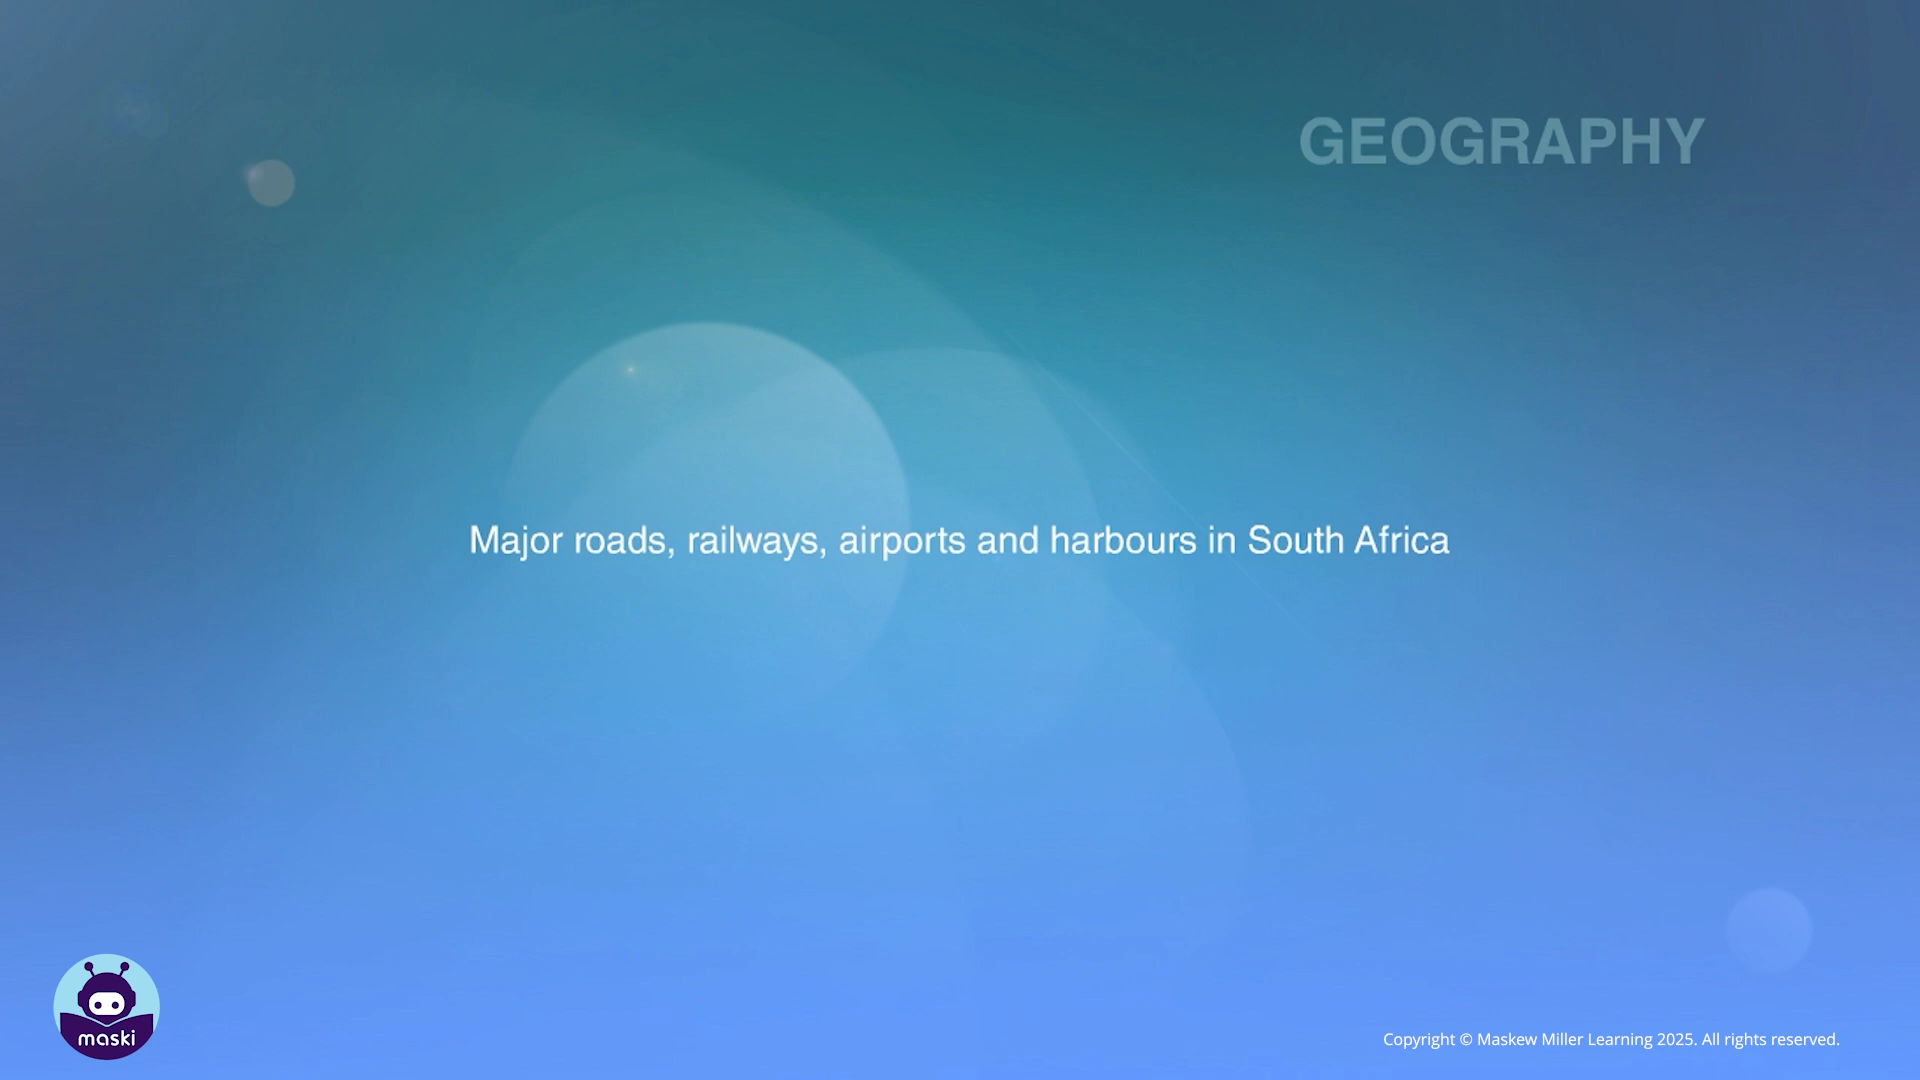 GEOGRAPHY
Major roads, railways, airports and harbours in South Africa
maski
Copyright © Maskew Miller Learning 2025. All rights reserved.